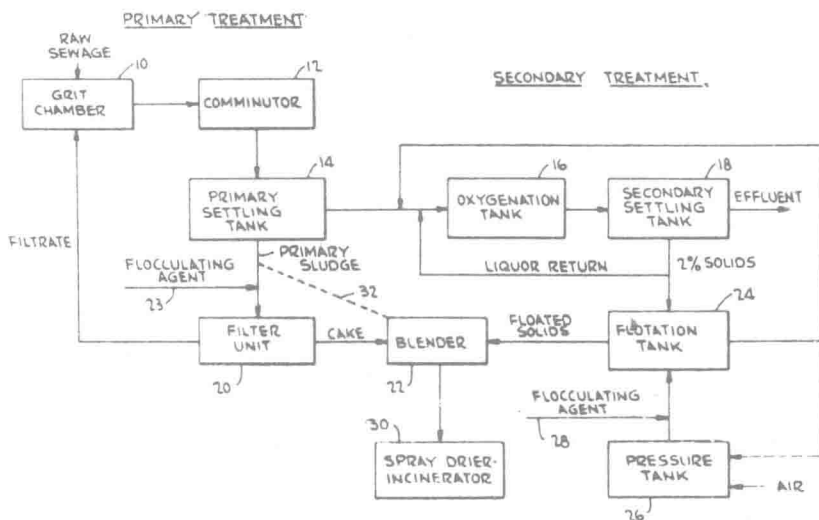 PRIMARY TREATMENT
RAW
SEWAGE
10
12
GRIT
CHAMBER
COMMINUTOR
SECONDARY TREATMENT
14
16
18
PRIMARY
SETTLING
TANK
OXYGENATION
TANK
SECONDARY
SETTLING
TANK
EFFLUENT
FILTRATE
PRIMARY
SLUDGE
LIQUOR RETURN
2% SOLIDS
FLOCCULATING
AGENT
23
32
24
FILTER
UNIT
20
CAKE
BLENDER
22
FLOATED
SOLIDS
FLOTATION
TANK
FLOCCULATING
AGENT
28
30
SPRAY DRIER-
INCINERATOR
PRESSURE
TANK
26
AIR